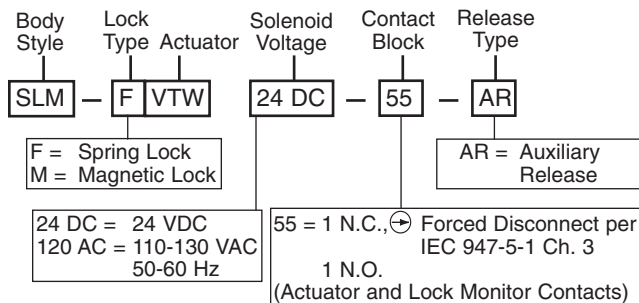 Body Style
Lock Type
Actuator
Solenoid Voltage
Contact Block
Release Type
SLM – F VTW 24 DC – 55 – AR
F = Spring Lock
M = Magnetic Lock
AR = Auxiliary
Release
24 DC = 24 VDC
120 AC = 110-130 VAC
50-60 Hz
55 = 1 N.C., Forced Disconnect per
IEC 947-5-1 Ch. 3
1 N.O.
(Actuator and Lock Monitor Contacts)